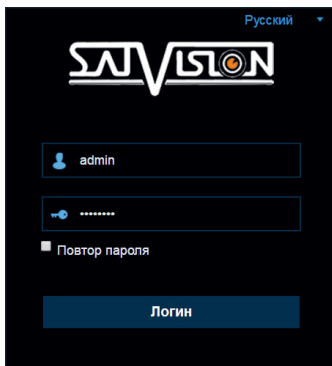 Русский
SATVISION
admin
••••••••
Повтор пароля
Логин